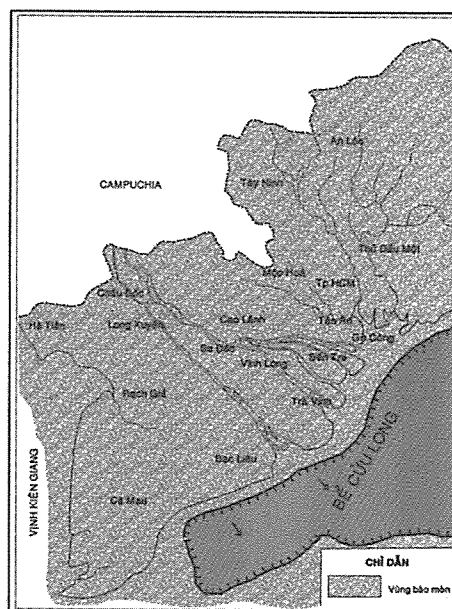 An Lộc
CAMPUCHIA
Tây Ninh
Thủ Dầu Một
Mộc Hoá
Tp.HCM
Châu Đốc
Hà Tiên
Long Xuyên
Cao Lãnh
Tân An
Gò Công
Sa Đéc
Bến Tre
Vĩnh Long
Rạch Giá
Trà Vinh
BỂ CỬU LONG
Bạc Liêu
VỊNH KIÊN GIANG
Cà Mau
CHỈ DẪN
Vùng bào mòn